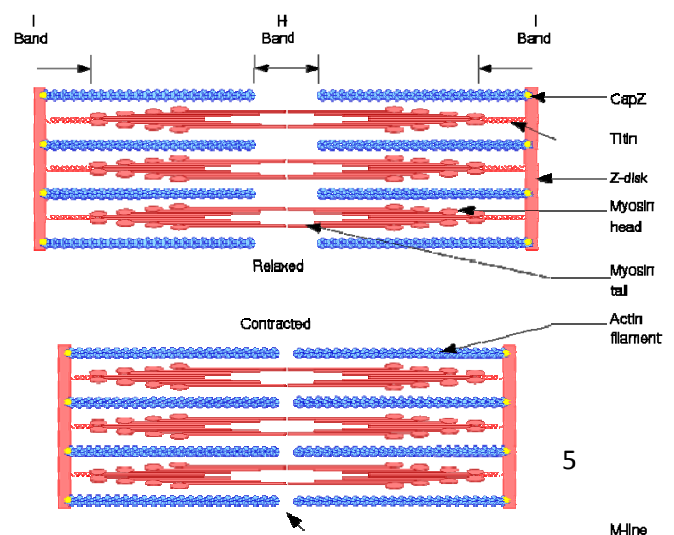 I
Band
H
Band
I
Band
CapZ
Titin
Z-disk
Myosin
head
Relaxed
Myosin
tail
Contracted
Actin
filament
5
M-line